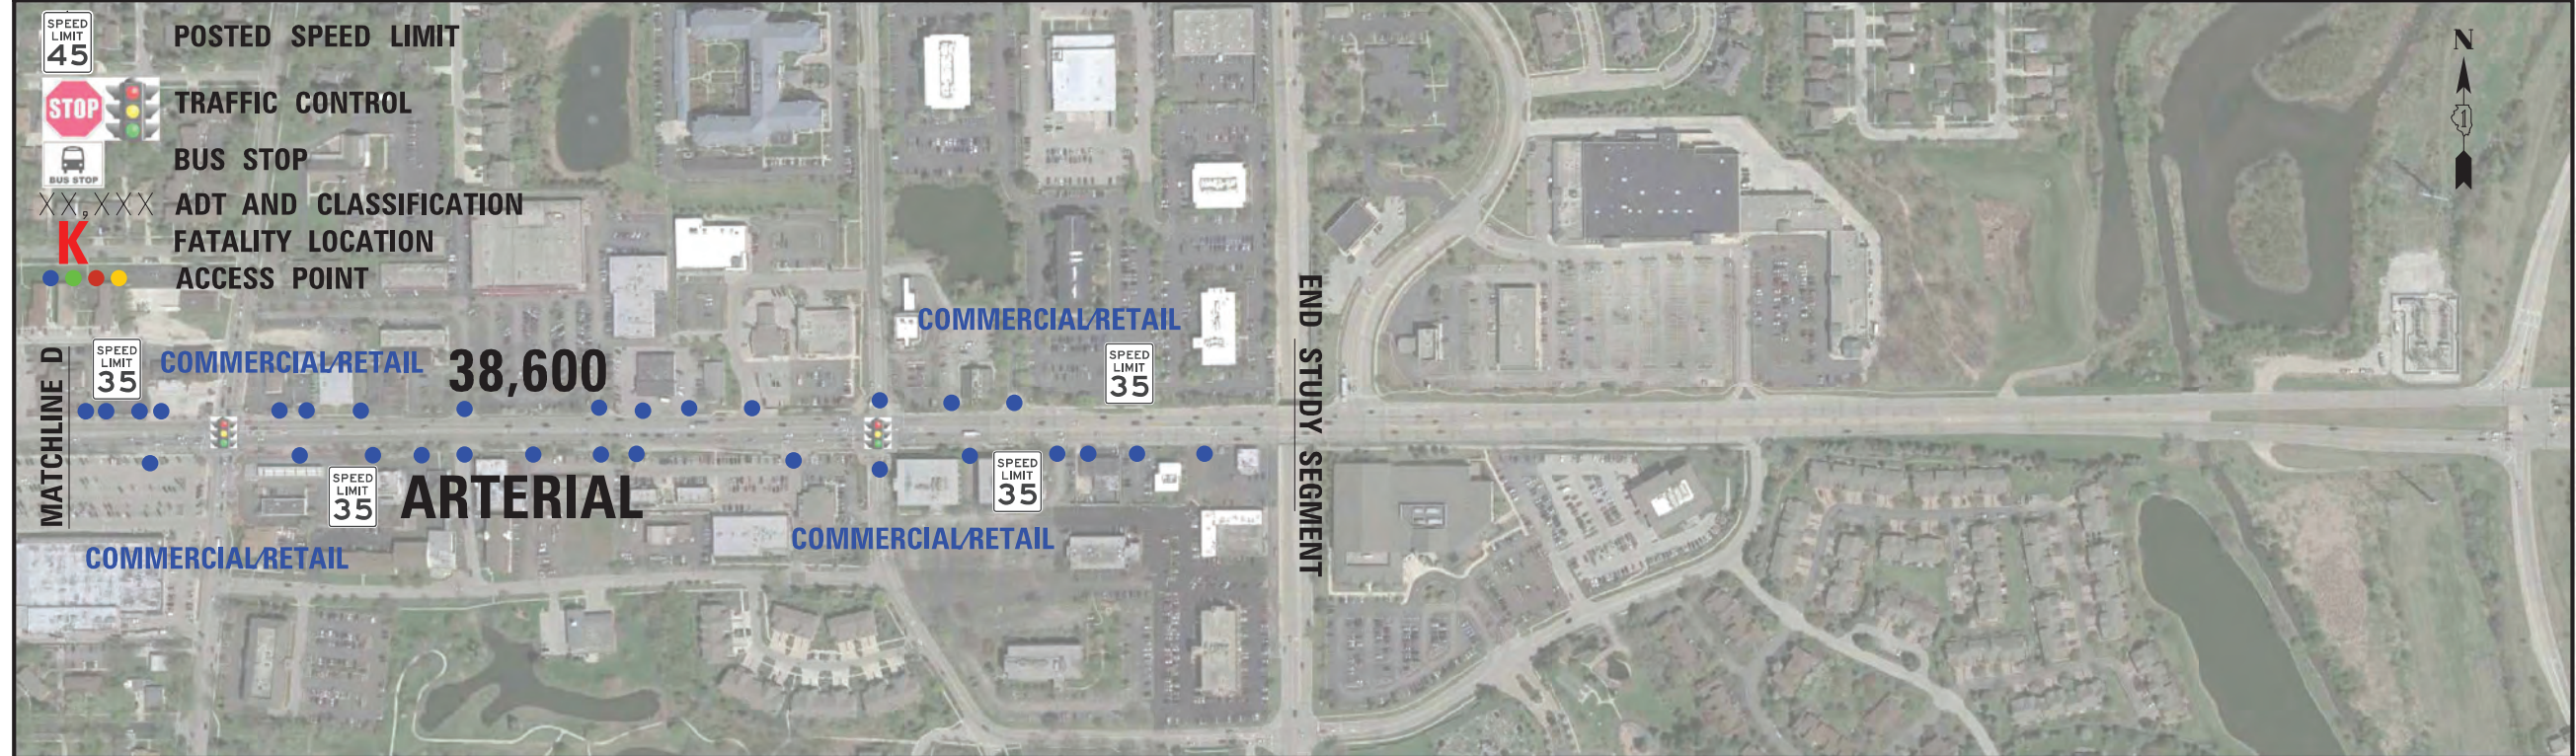 SPEED
LIMIT
45
POSTED SPEED LIMIT
STOP
TRAFFIC CONTROL
BUS STOP
BUS STOP
XX,XXX
ADT AND CLASSIFICATION
K
FATALITY LOCATION
ACCESS POINT
N
1
MATCHLINE D
SPEED
LIMIT
35
COMMERCIAL/RETAIL
38,600
COMMERCIAL/RETAIL
SPEED
LIMIT
35
END STUDY SEGMENT
SPEED
LIMIT
35
ARTERIAL
SPEED
LIMIT
35
COMMERCIAL/RETAIL
COMMERCIAL/RETAIL